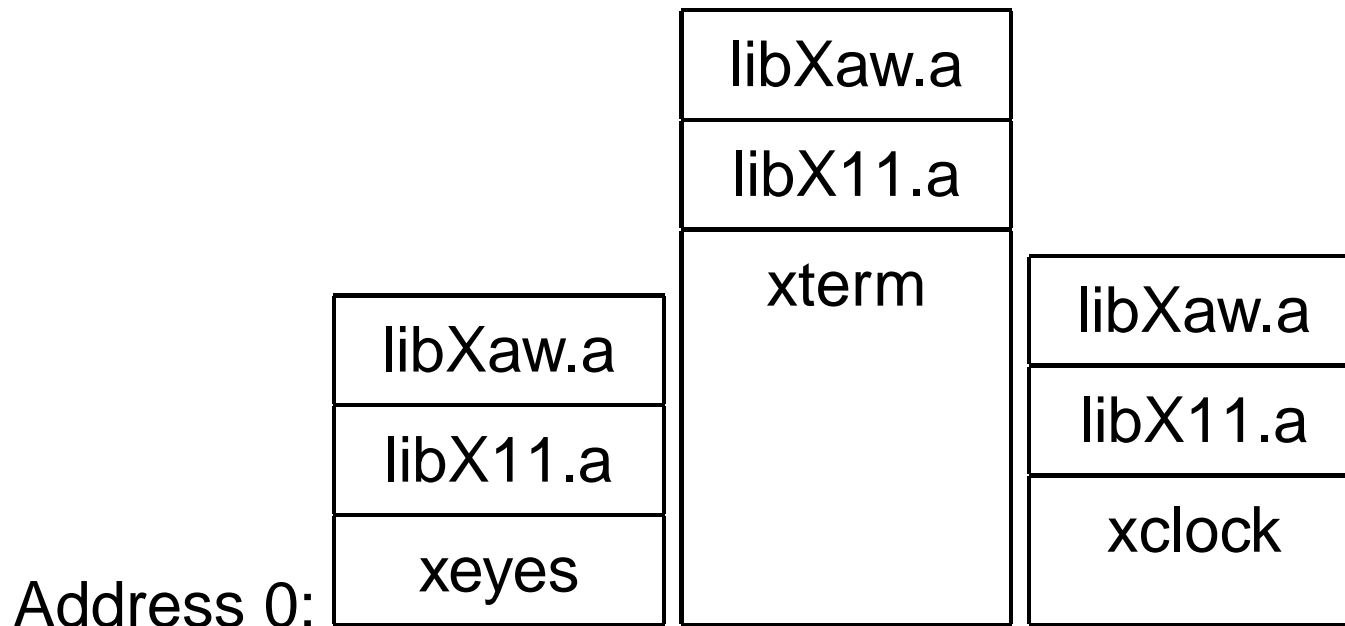 libXaw.a
libX11.a
xterm
libXaw.a
libX11.a
xeyes
libXaw.a
libX11.a
xclock
Address 0: